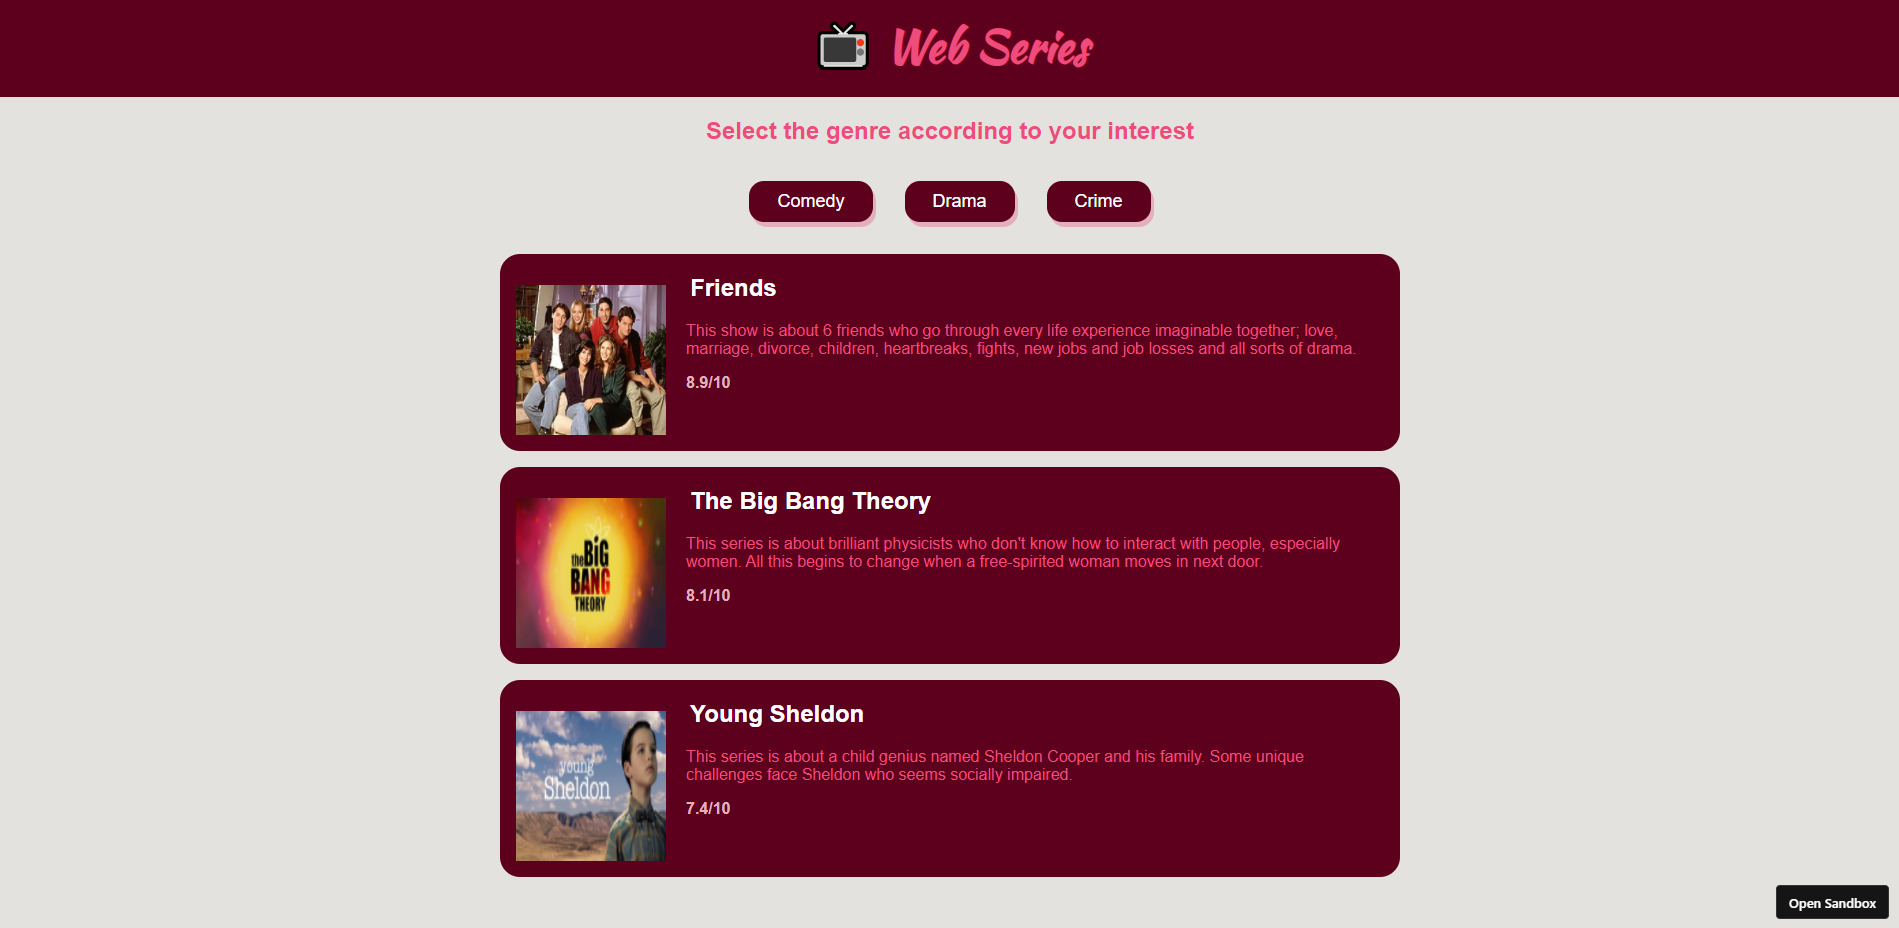 Web Series
Select the genre according to your interest
Comedy
Drama
Crime
Friends
This show is about 6 friends who go through every life experience imaginable together; love,
marriage, divorce, children, heartbreaks, fights, new jobs and job losses and all sorts of drama.
8.9/10
the BiG
BANG
THEORY
The Big Bang Theory
This series is about brilliant physicists who don't know how to interact with people, especially
women. All this begins to change when a free-spirited woman moves in next door.
8.1/10
young
Sheldon
Young Sheldon
This series is about a child genius named Sheldon Cooper and his family. Some unique
challenges face Sheldon who seems socially impaired.
7.4/10
Open Sandbox